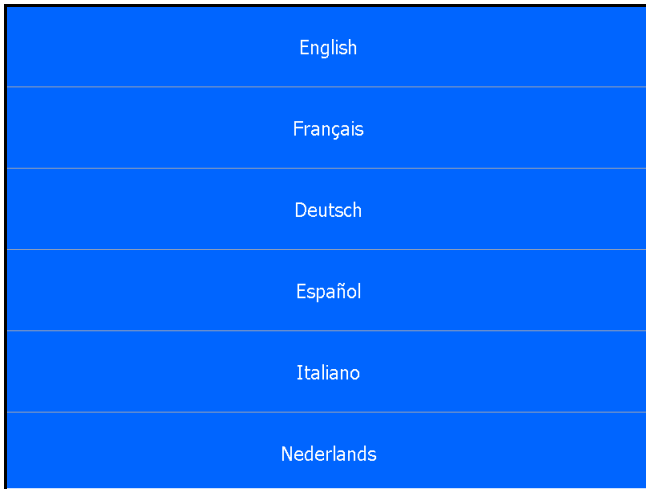 English
Français
Deutsch
Español
Italiano
Nederlands